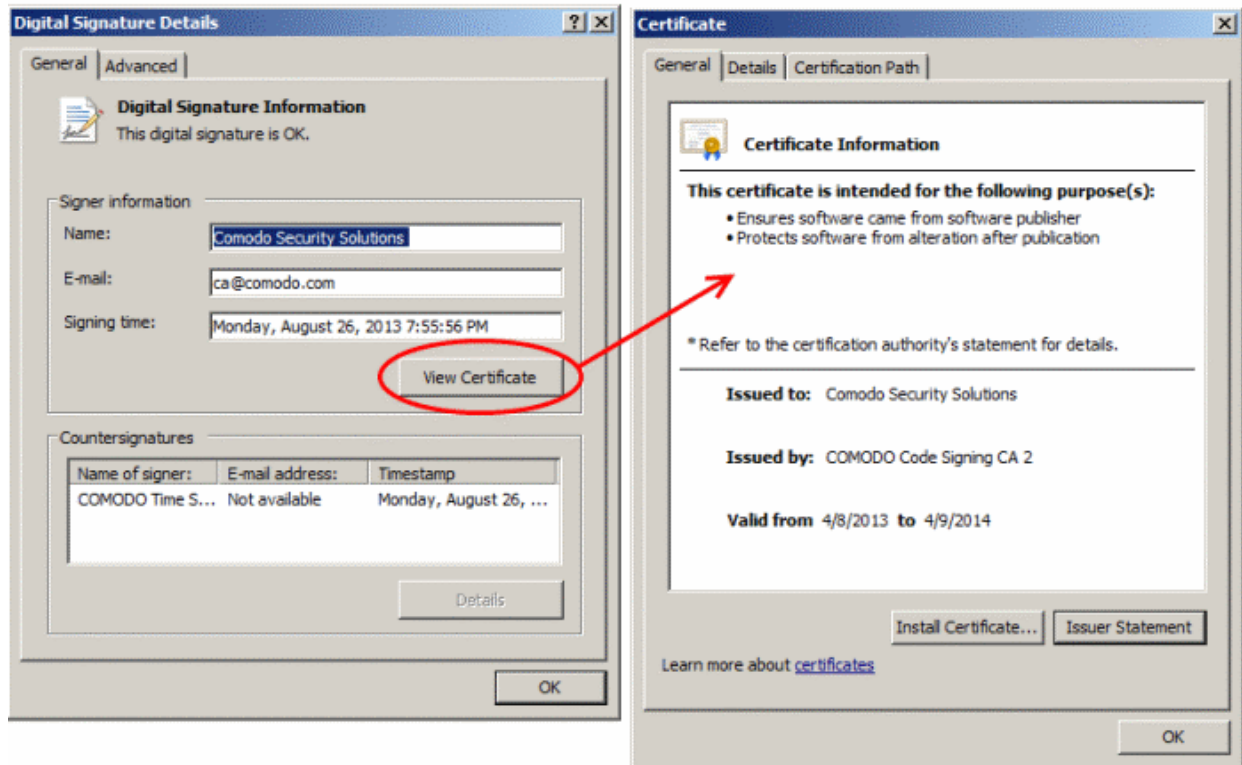 Digital Signature Details
General Advanced
Digital Signature Information
This digital signature is OK.
Signer information
Name: Comodo Security Solutions
E-mail: ca@comodo.com
Signing time: Monday, August 26, 2013 7:55:56 PM
View Certificate
Countersignatures
Name of signer: E-mail address: Timestamp
COMODO Time S... Not available Monday, August 26, ...
Details
OK
Certificate
General Details Certification Path
Certificate Information
This certificate is intended for the following purpose(s):
• Ensures software came from software publisher
• Protects software from alteration after publication
* Refer to the certification authority's statement for details.
Issued to: Comodo Security Solutions
Issued by: COMODO Code Signing CA 2
Valid from 4/8/2013 to 4/9/2014
Install Certificate... Issuer Statement
Learn more about certificates
OK